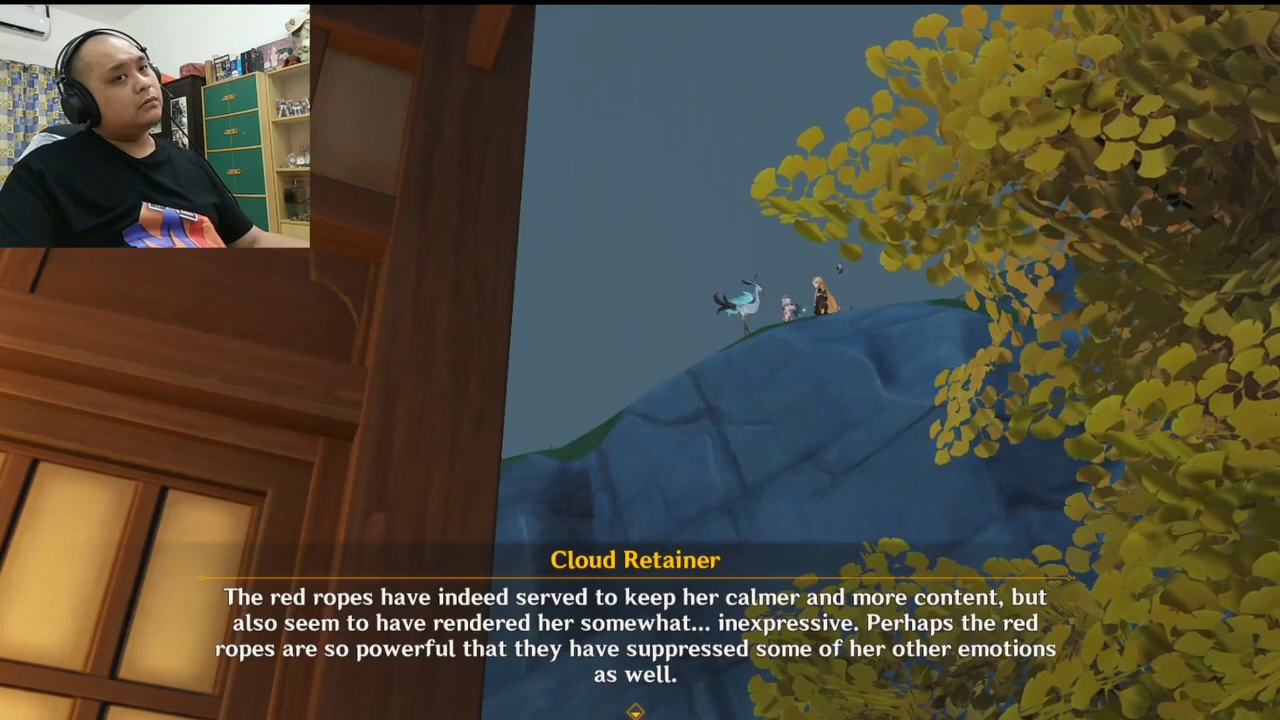 Cloud Retainer
The red ropes have indeed served to keep her calmer and more content, but
also seem to have rendered her somewhat... inexpressive. Perhaps the red
ropes are so powerful that they have suppressed some of her other emotions
as well.